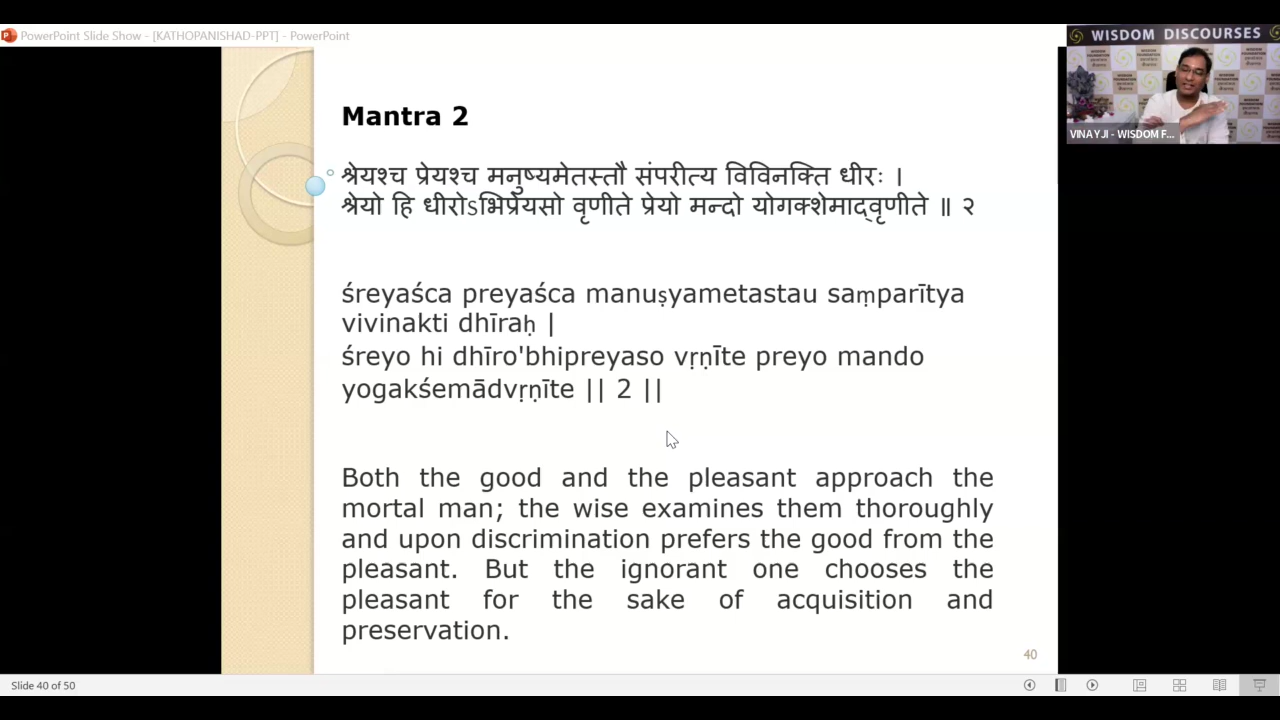 PowerPoint Slide Show - [KATHOPANISHAD-PPT] - PowerPoint
WISDOM DISCOURSES
VINAYJI - WISDOM F...
Mantra 2
श्रेयश्च प्रेयश्च मनुष्यमेतस्तौ संपरीत्य विविनक्ति धीरः ।
श्रेयो हि धीरोऽभिप्रेयसो वृणीते प्रेयो मन्दो योगक्शेमाद्वृणीते ॥ २
śreyaśca preyaśca manuṣyametastau saṃparītya
vivinakti dhīraḥ |
śreyo hi dhīro'bhipreyaso vṛṇīte preyo mando
yogakśemādvṛṇīte || 2 ||
Both the good and the pleasant approach the
mortal man; the wise examines them thoroughly
and upon discrimination prefers the good from the
pleasant. But the ignorant one chooses the
pleasant for the sake of acquisition and
preservation.
40
Slide 40 of 50